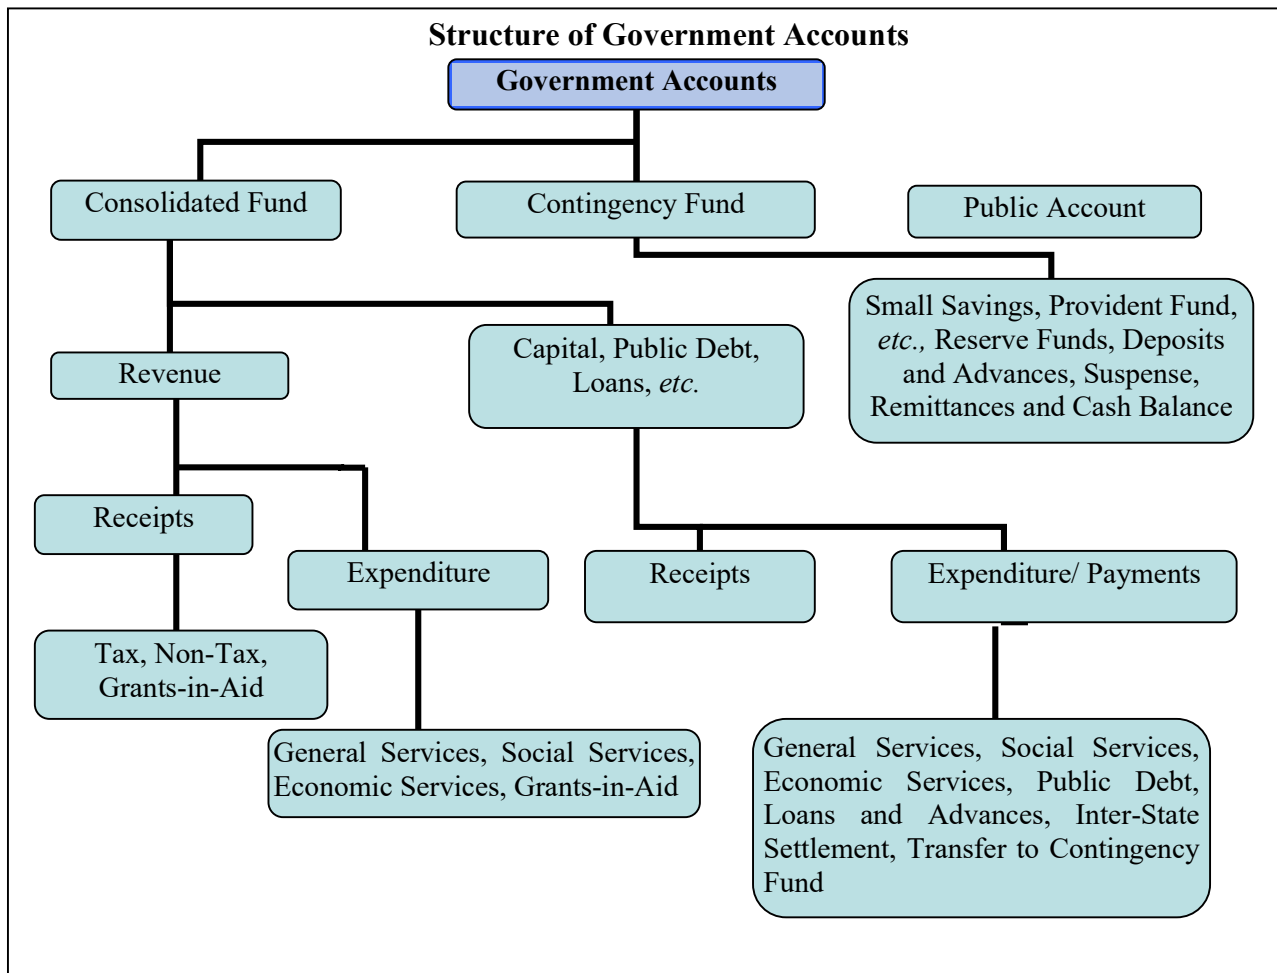 Structure of Government Accounts
Government Accounts
Consolidated Fund
Contingency Fund
Public Account
Small Savings, Provident Fund,
etc., Reserve Funds, Deposits
and Advances, Suspense,
Remittances and Cash Balance
Revenue
Capital, Public Debt,
Loans, etc.
Receipts
Expenditure
Receipts
Expenditure/ Payments
Tax, Non-Tax,
Grants-in-Aid
General Services, Social Services,
Economic Services, Grants-in-Aid
General Services, Social Services,
Economic Services, Public Debt,
Loans and Advances, Inter-State
Settlement, Transfer to Contingency
Fund